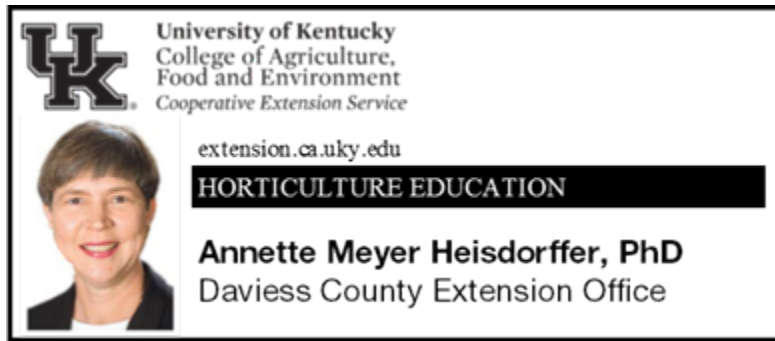 UK
University of Kentucky
College of Agriculture,
Food and Environment
Cooperative Extension Service
extension.ca.uky.edu
HORTICULTURE EDUCATION
Annette Meyer Heisdorffer, PhD
Daviess County Extension Office